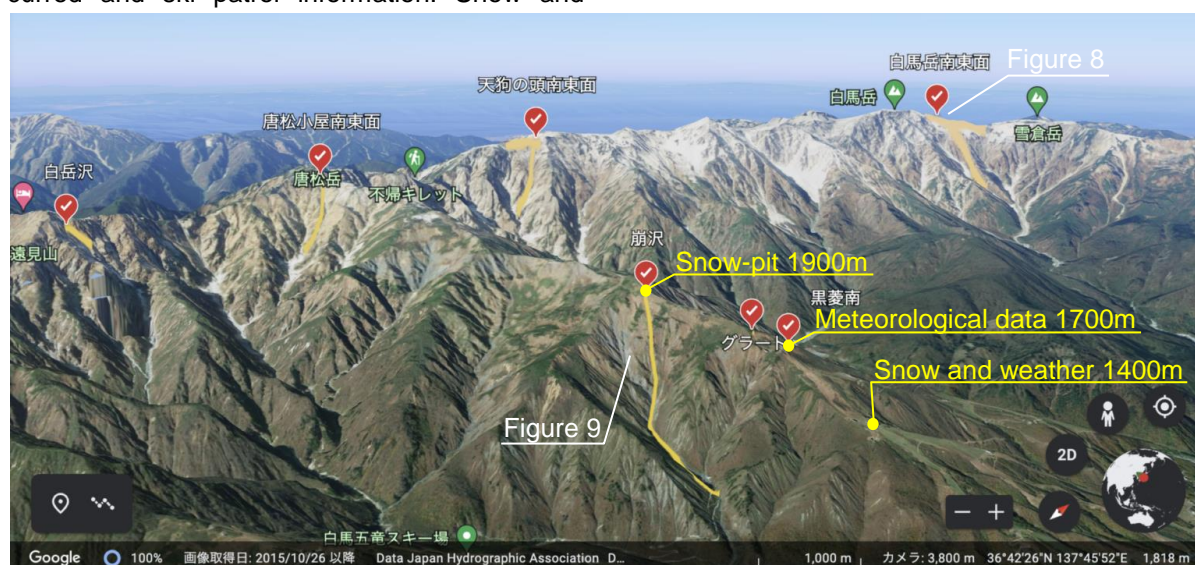 白馬岳南東面
Figure 8
天狗の頭南東面
白馬岳
唐松小屋南東面
雪倉岳
白岳沢
唐松岳
不帰キレット
遠見山
崩沢
Snow-pit 1900m
黒菱南
Meteorological data 1700m
グラート
Snow and weather 1400m
Figure 9
2D
白馬五竜スキー場
Google
100%
画像取得日: 2015/10/26 以降
Data Japan Hydrographic Association D...
1,000 m
カメラ: 3,800 m
36°42'26"N 137°45'52"E
1,818 m